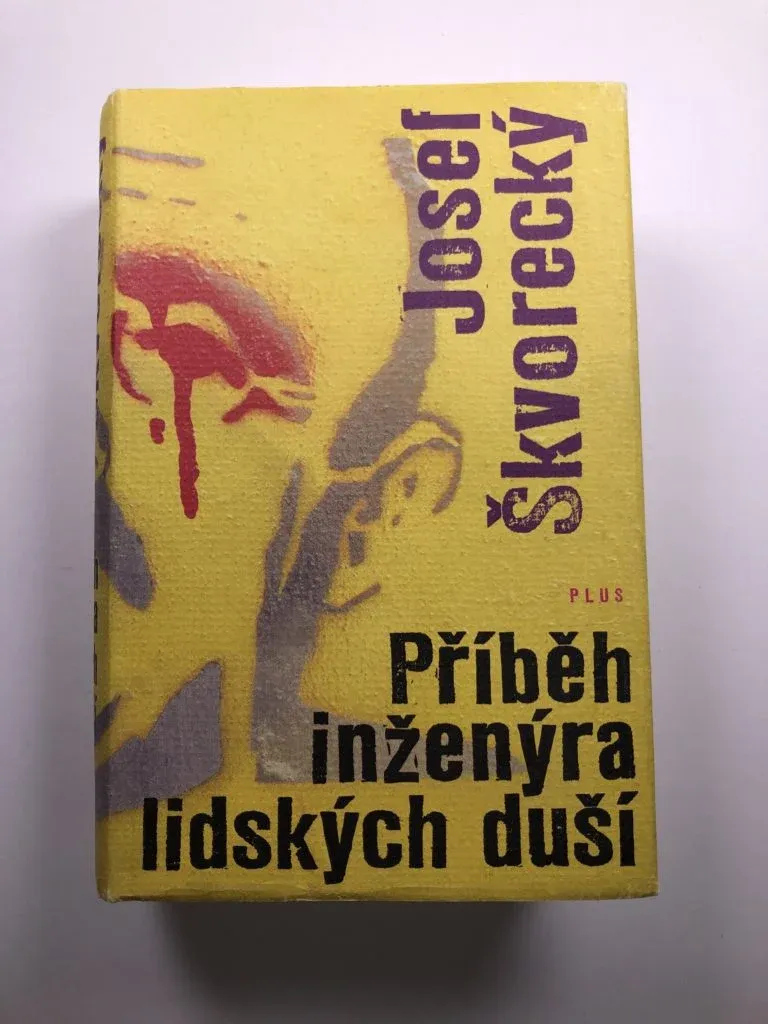 Josef
Škvorecký
PLUS
Příběh
inženýra
lidských duší